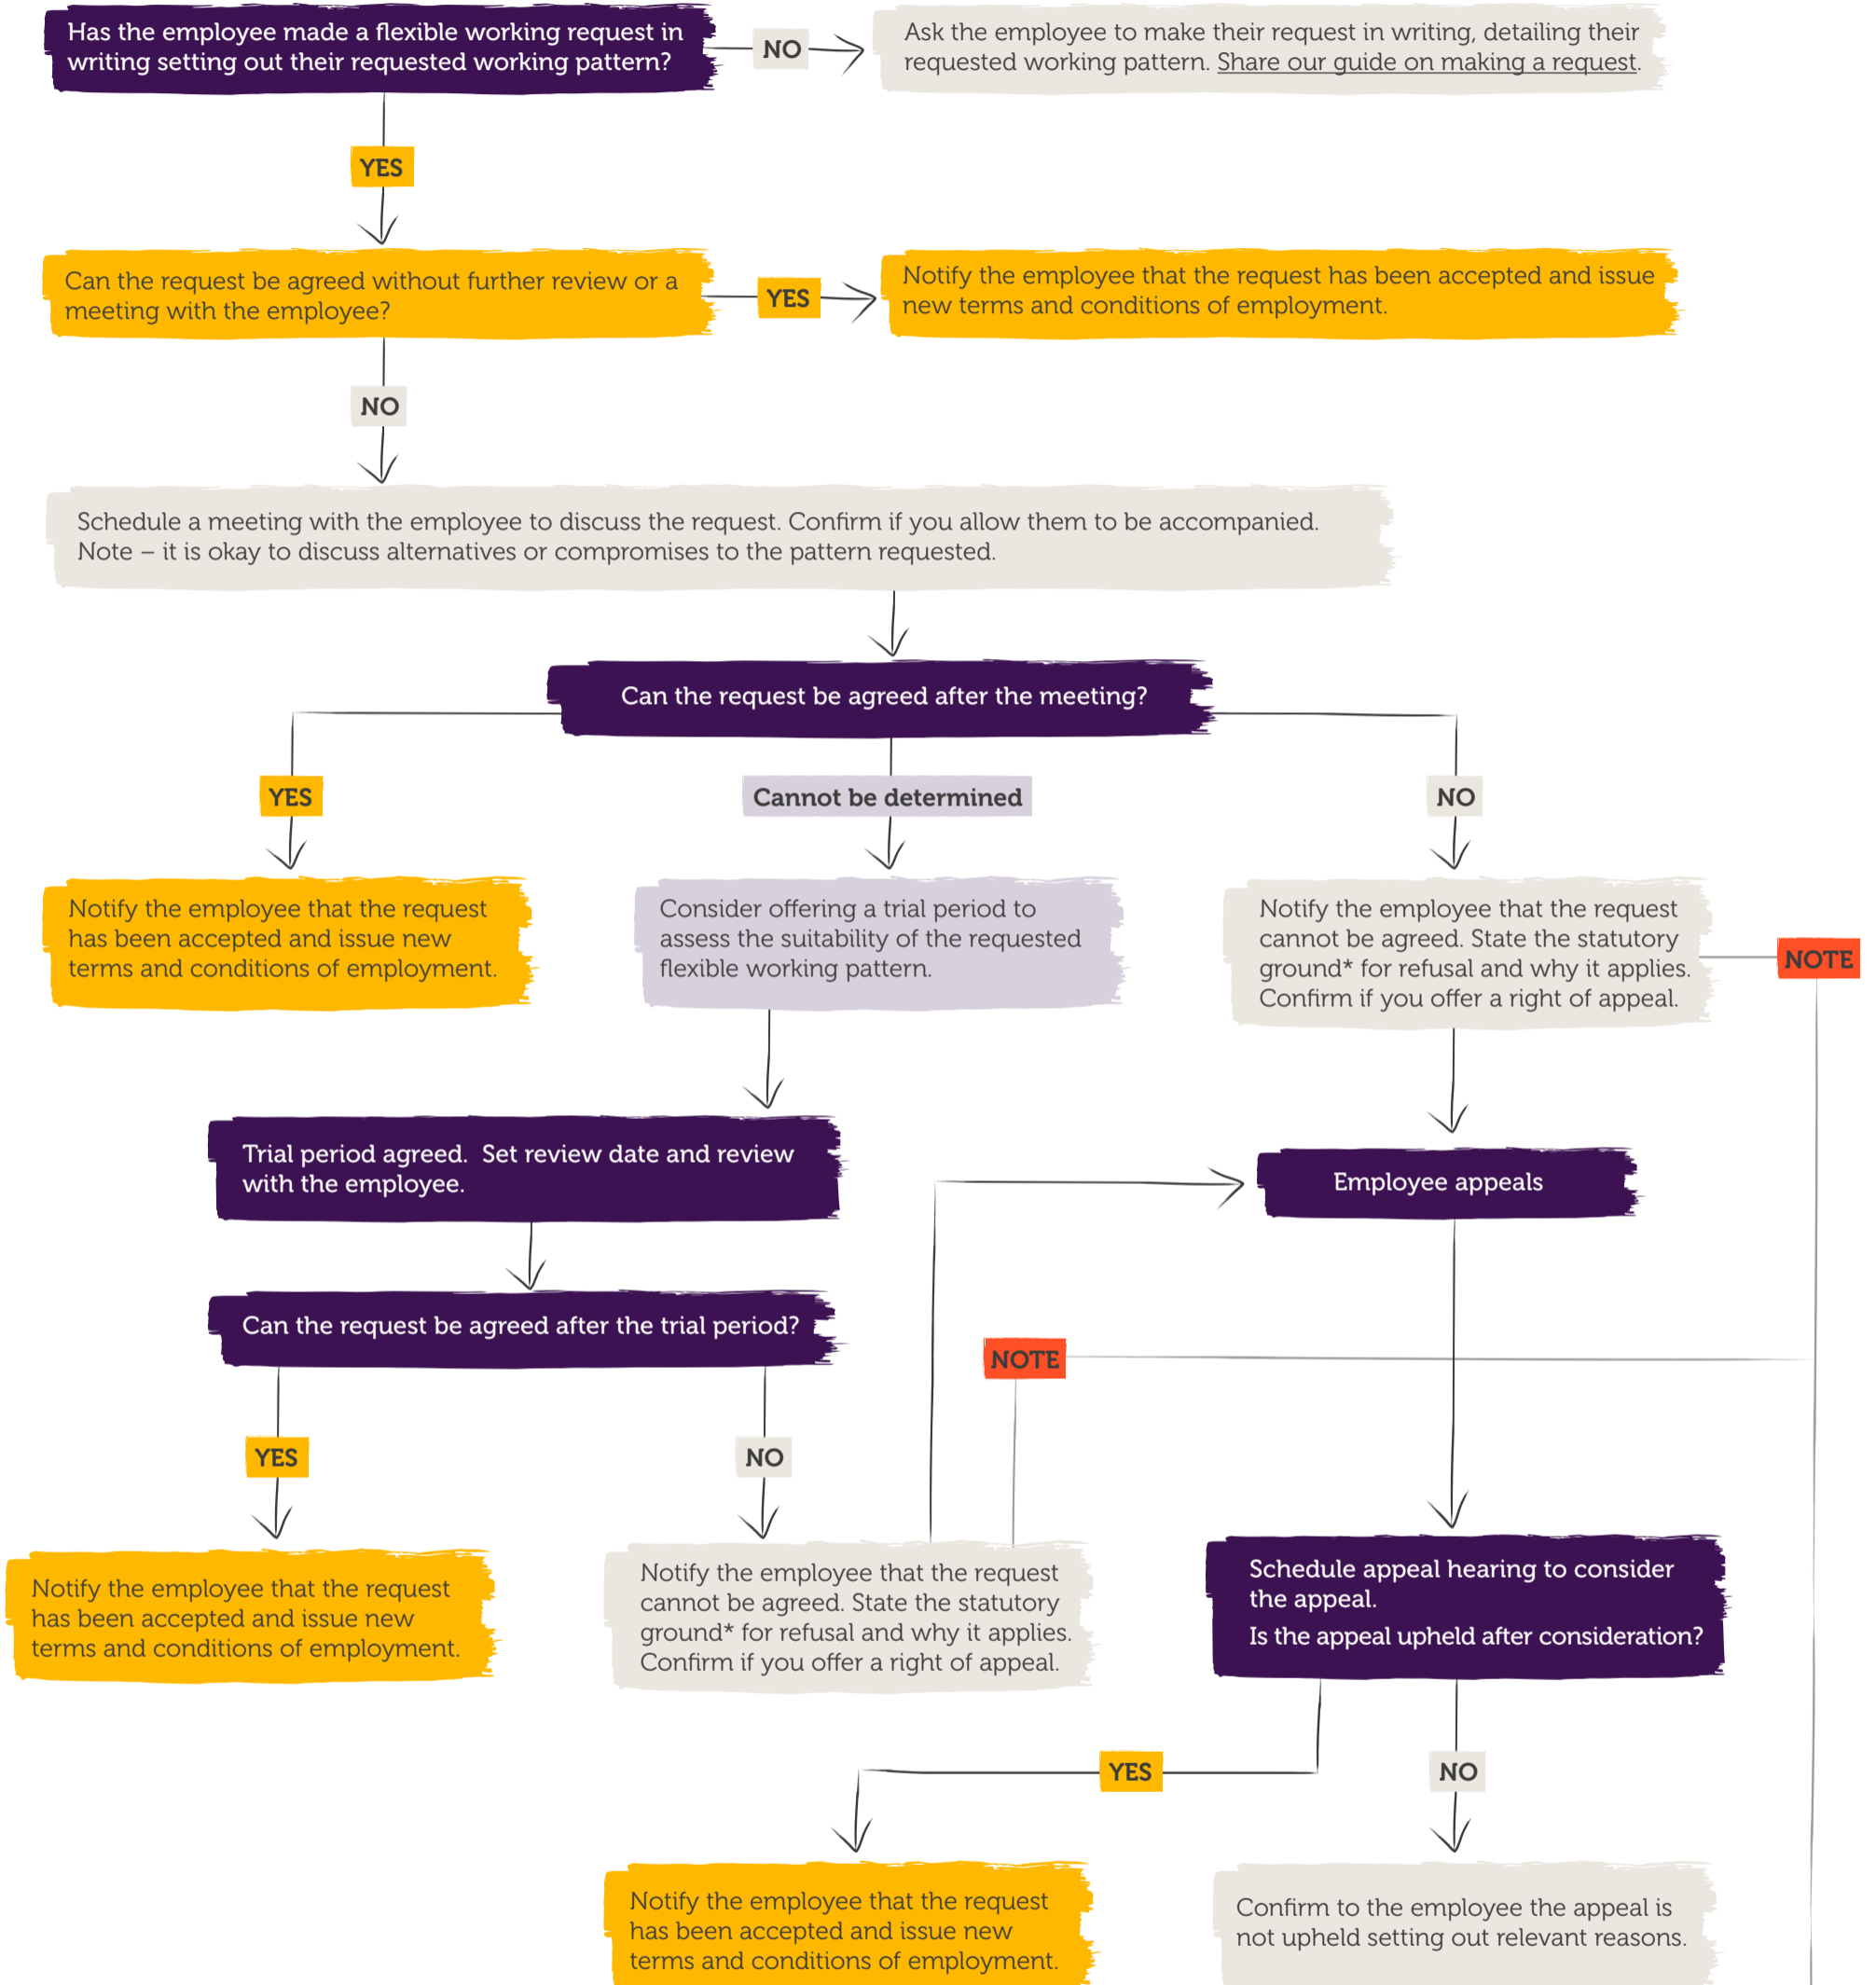 Has the employee made a flexible working request in
writing setting out their requested working pattern?
NO
Ask the employee to make their request in writing, detailing their
requested working pattern. Share our guide on making a request.
YES
Can the request be agreed without further review or a
meeting with the employee?
YES
Notify the employee that the request has been accepted and issue
new terms and conditions of employment.
NO
Schedule a meeting with the employee to discuss the request. Confirm if you allow them to be accompanied.
Note – it is okay to discuss alternatives or compromises to the pattern requested.
Can the request be agreed after the meeting?
YES
Cannot be determined
NO
Notify the employee that the request
has been accepted and issue new
terms and conditions of employment.
Consider offering a trial period to
assess the suitability of the requested
flexible working pattern.
Notify the employee that the request
cannot be agreed. State the statutory
ground* for refusal and why it applies.
Confirm if you offer a right of appeal.
NOTE
Trial period agreed.  Set review date and review
with the employee.
Employee appeals
Can the request be agreed after the trial period?
NOTE
YES
NO
Notify the employee that the request
has been accepted and issue new
terms and conditions of employment.
Notify the employee that the request
cannot be agreed. State the statutory
ground* for refusal and why it applies.
Confirm if you offer a right of appeal.
Schedule appeal hearing to consider
the appeal.
Is the appeal upheld after consideration?
YES
NO
Notify the employee that the request
has been accepted and issue new
terms and conditions of employment.
Confirm to the employee the appeal is
not upheld setting out relevant reasons.